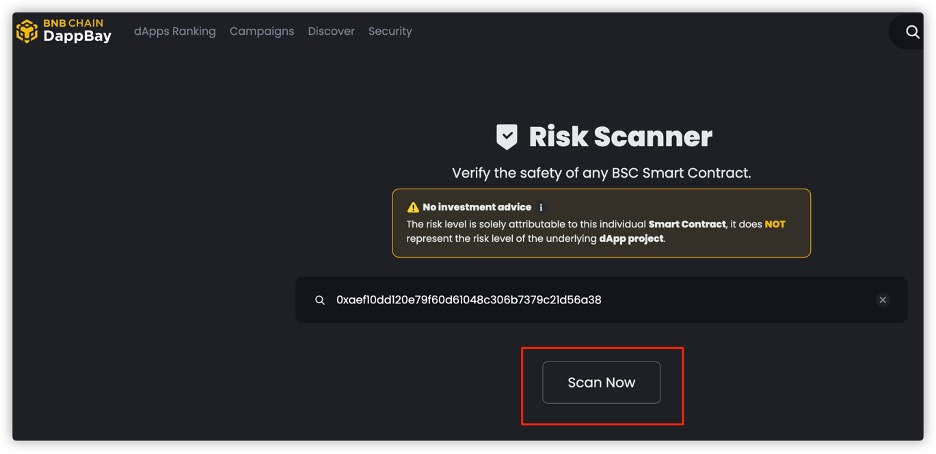 BNB CHAIN
DappBay
dApps Ranking Campaigns Discover Security
Risk Scanner
Verify the safety of any BSC Smart Contract.
No investment advice i
The risk level is solely attributable to this individual Smart Contract, it does NOT
represent the risk level of the underlying dApp project.
0xaef10dd120e79f60d61048c306b7379c21d56a38
Scan Now